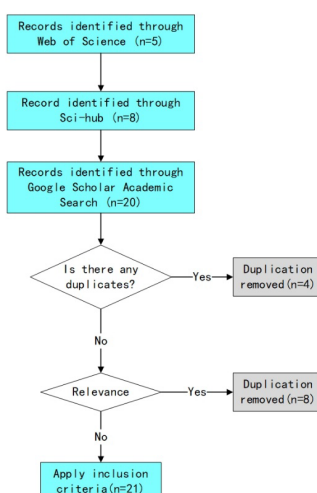 Records identified through
Web of Science (n=5)
Record identified through
Sci-hub (n=8)
Records identified through
Google Scholar Academic
Search (n=20)
Is there any
duplicates?
Yes
Duplication
removed(n=4)
No
Relevance
Yes
Duplication
removed(n=8)
No
Apply inclusion
criteria(n=21)